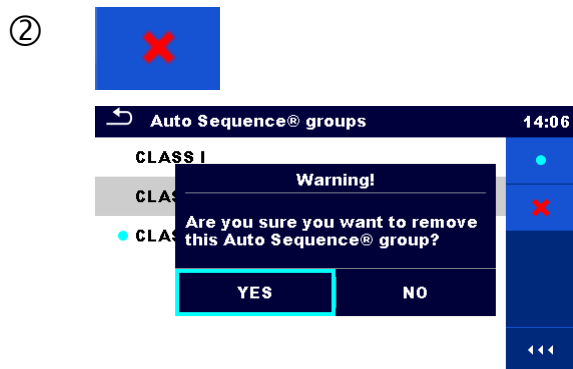 ②
Auto Sequence® groups 14:06
CLASS I
Warning!
CLAS
Are you sure you want to remove
CLAS this Auto Sequence® group?
YES NO